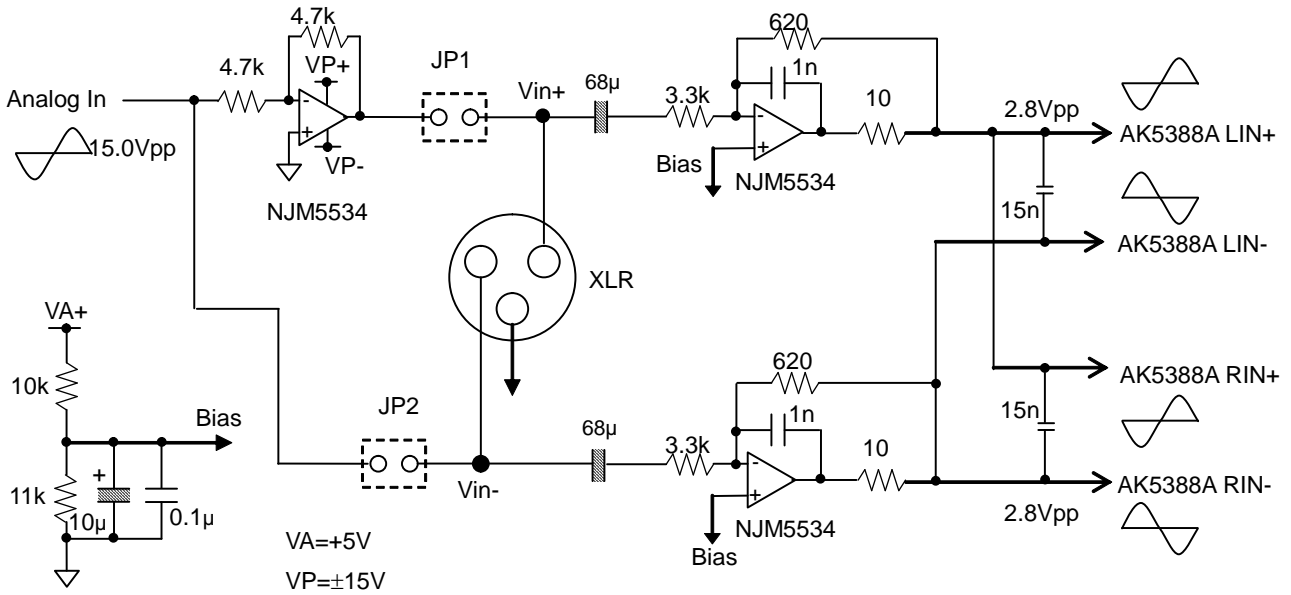 4.7k
4.7k
VP+
JP1
Vin+
68µ
3.3k
620
1n
10
2.8Vpp
Analog In
15.0Vpp
-
+
VP-
NJM5534
-
+
Bias
NJM5534
AK5388A LIN+
15n
AK5388A LIN-
XLR
VA+
10k
Bias
11k
+
10µ
0.1µ
JP2
Vin-
68µ
3.3k
620
1n
10
-
+
NJM5534
Bias
AK5388A RIN+
15n
AK5388A RIN-
2.8Vpp
VA=+5V
VP=±15V